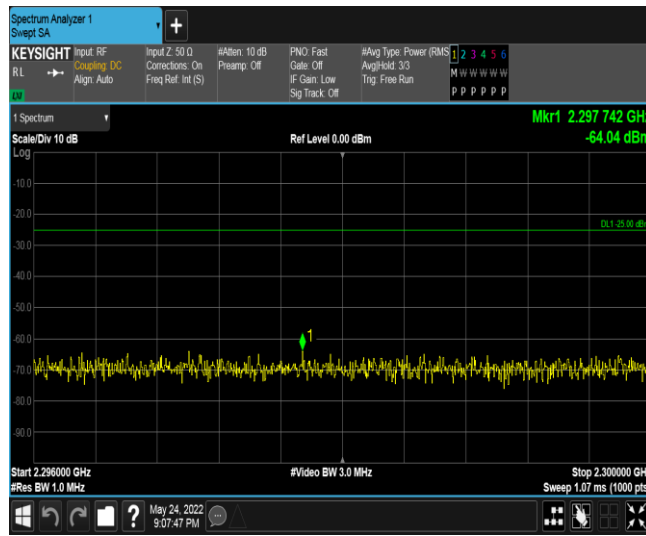 Spectrum Analyzer 1
Swept SA
KEYSIGHT
RL
Input: RF
Coupling: DC
Align: Auto
Input Z: 50 Ω
Corrections: On
Freq Ref: Int (S)
#Atten: 10 dB
Preamp: Off
PNO: Fast
Gate: Off
IF Gain: Low
Sig Track: Off
#Avg Type: Power (RMS
Avg|Hold: 3/3
Trig: Free Run
1 2 3 4 5 6
M W W W W W
P P P P P P
1 Spectrum
Mkr1 2.297 742 GHz
Scale/Div 10 dB
Ref Level 0.00 dBm
-64.04 dBm
Log
-10.0
-20.0
DL1 -25.00 dBm
-30.0
-40.0
-50.0
-60.0
1
-70.0
-80.0
-90.0
Start 2.296000 GHz
#Video BW 3.0 MHz
Stop 2.300000 GH
#Res BW 1.0 MHz
Sweep 1.07 ms (1000 pts
?
May 24, 2022
9:07:47 PM